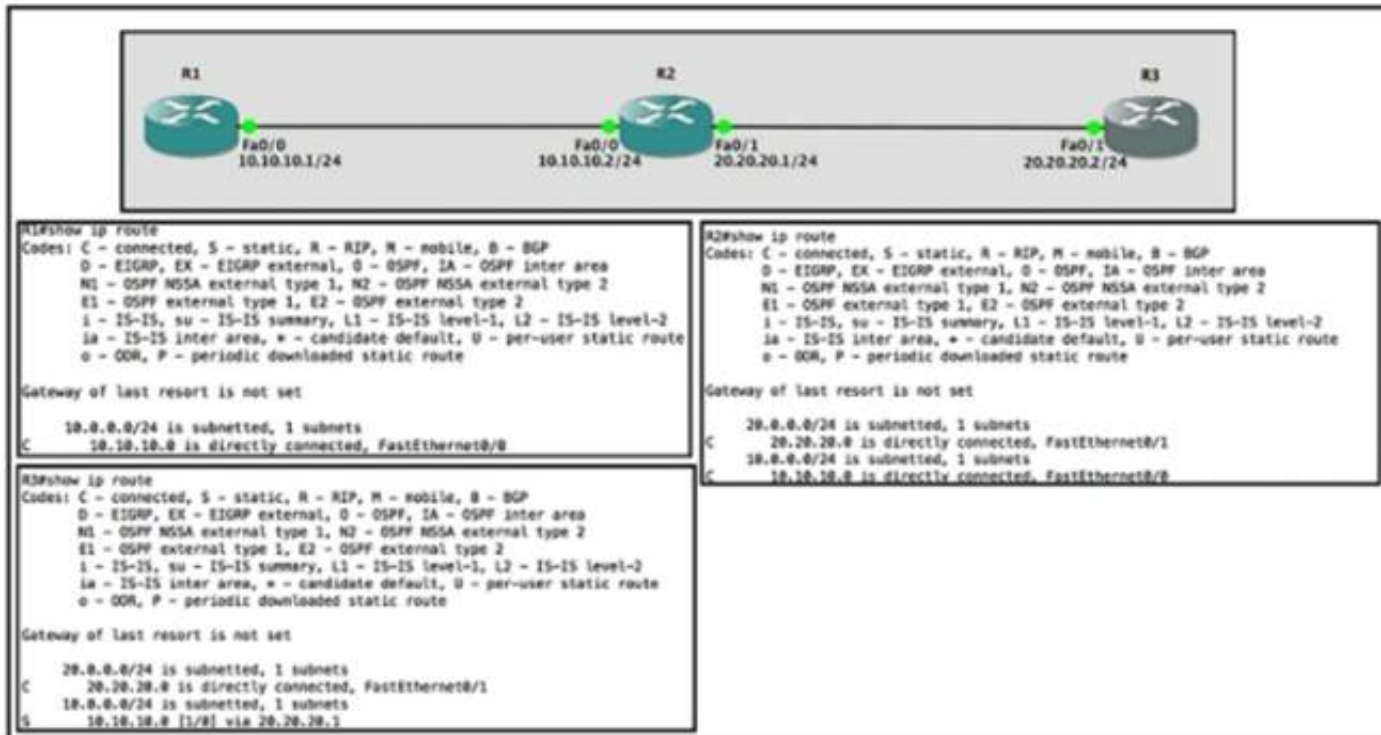 R1
R2
R3
Fa0/0
10.10.10.1/24
Fa0/0
10.10.10.2/24
Fa0/1
20.20.20.1/24
Fa0/1
20.20.20.2/24
R1#show ip route
Codes: C - connected, S - static, R - RIP, M - mobile, B - BGP
D - EIGRP, EX - EIGRP external, O - OSPF, IA - OSPF inter area
N1 - OSPF NSSA external type 1, N2 - OSPF NSSA external type 2
E1 - OSPF external type 1, E2 - OSPF external type 2
i - IS-IS, su - IS-IS summary, L1 - IS-IS level-1, L2 - IS-IS level-2
ia - IS-IS inter area, * - candidate default, U - per-user static route
o - ODR, P - periodic downloaded static route
Gateway of last resort is not set
10.0.0.0/24 is subnetted, 1 subnets
C 10.10.10.0 is directly connected, FastEthernet0/0
R2#show ip route
Codes: C - connected, S - static, R - RIP, M - mobile, B - BGP
D - EIGRP, EX - EIGRP external, O - OSPF, IA - OSPF inter area
N1 - OSPF NSSA external type 1, N2 - OSPF NSSA external type 2
E1 - OSPF external type 1, E2 - OSPF external type 2
i - IS-IS, su - IS-IS summary, L1 - IS-IS level-1, L2 - IS-IS level-2
ia - IS-IS inter area, * - candidate default, U - per-user static route
o - ODR, P - periodic downloaded static route
Gateway of last resort is not set
20.0.0.0/24 is subnetted, 1 subnets
C 20.20.20.0 is directly connected, FastEthernet0/1
10.0.0.0/24 is subnetted, 1 subnets
C 10.10.10.0 is directly connected, FastEthernet0/0
R3#show ip route
Codes: C - connected, S - static, R - RIP, M - mobile, B - BGP
D - EIGRP, EX - EIGRP external, O - OSPF, IA - OSPF inter area
N1 - OSPF NSSA external type 1, N2 - OSPF NSSA external type 2
E1 - OSPF external type 1, E2 - OSPF external type 2
i - IS-IS, su - IS-IS summary, L1 - IS-IS level-1, L2 - IS-IS level-2
ia - IS-IS inter area, * - candidate default, U - per-user static route
o - ODR, P - periodic downloaded static route
Gateway of last resort is not set
20.0.0.0/24 is subnetted, 1 subnets
C 20.20.20.0 is directly connected, FastEthernet0/1
10.0.0.0/24 is subnetted, 1 subnets
S 10.10.10.0 [1/0] via 20.20.20.1